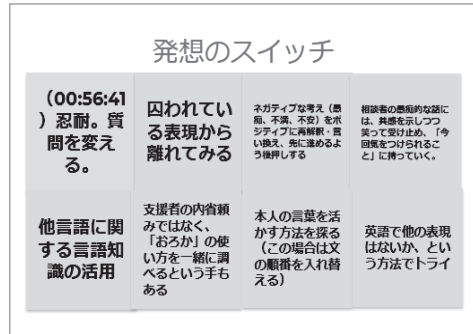 発想のスイッチ
（00:56:41
）忍耐。質
問を変え
る。
囚われてい
る表現から
離れてみる
ネガティブな考え（愚
痴、不満、不安）をポ
ジティブに再解釈・言
い換え、先に進めるよ
う後押しする
相談者の愚痴的な話に
は、共感を示しつつ
笑って受け止め、「今
回気をつけられるこ
と」に持っていく。
他言語に関
する言語知
識の活用
支援者の内省頼
みではなく、
「おろか」の使
い方を一緒に調
べるという手も
ある
本人の言葉を活
かす方法を探る
（この場合は文
の順番を入れ替
える）
英語で他の表現
はないか、とい
う方法でトライ